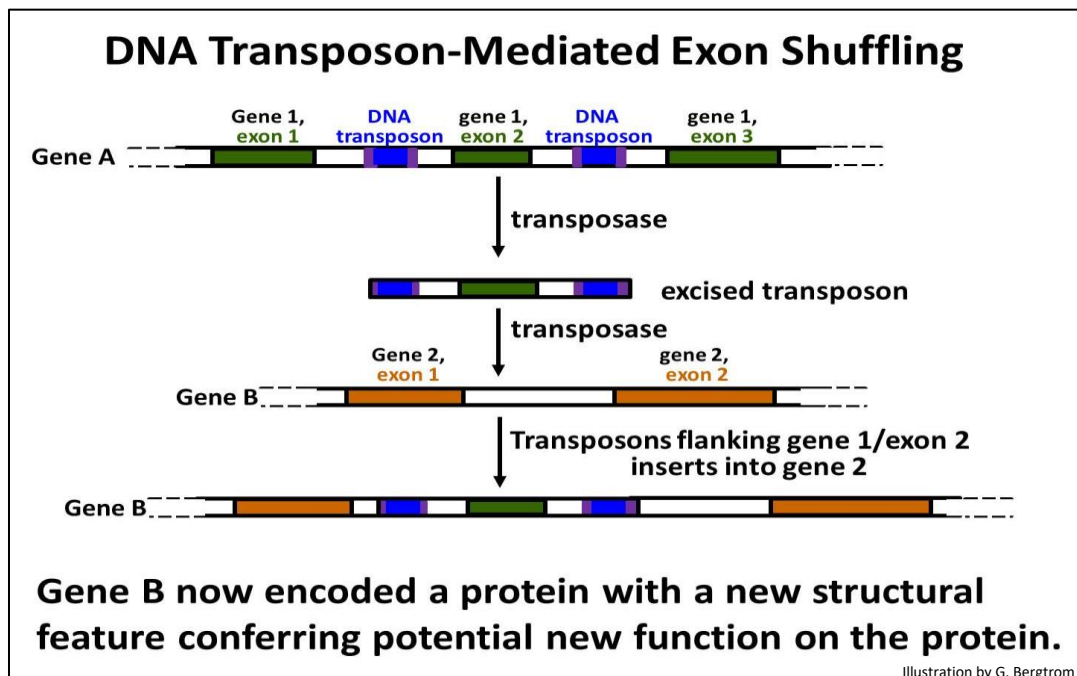 DNA Transposon-Mediated Exon Shuffling
Gene 1, DNA gene 1, DNA gene 1,
exon 1 transposon exon 2 transposon exon 3
Gene A
transposase
excised transposon
transposase
Gene 2, gene 2,
exon 1 exon 2
Gene B
Transposons flanking gene 1/exon 2
inserts into gene 2
Gene B
Gene B now encoded a protein with a new structural
feature conferring potential new function on the protein.
Illustration by G. Bergtrom